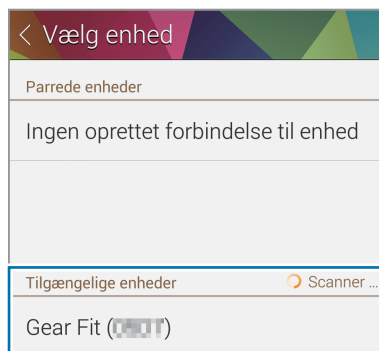 Vælg enhed
Parrede enheder
Ingen oprettet forbindelse til enhed
Tilgængelige enheder
Scanner ...
Gear Fit ()